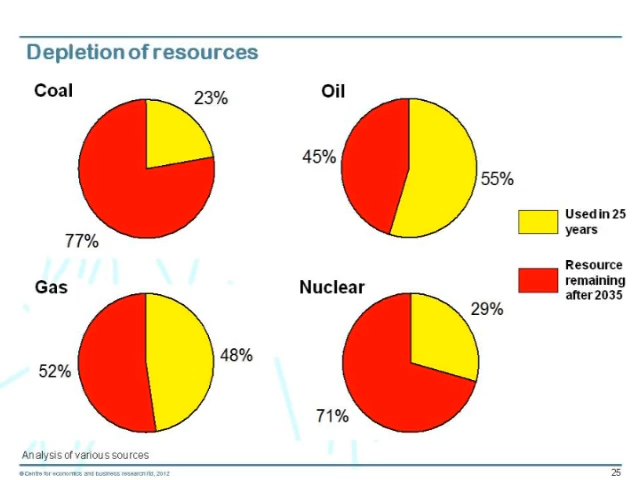 Depletion of resources
Coal
23%
77%
Oil
45%
55%
Used in 25
years
Resource
remaining
after 2035
Gas
52%
48%
Nuclear
29%
71%
Analysis of various sources
© Centre for economics and business research ltd, 2012
25